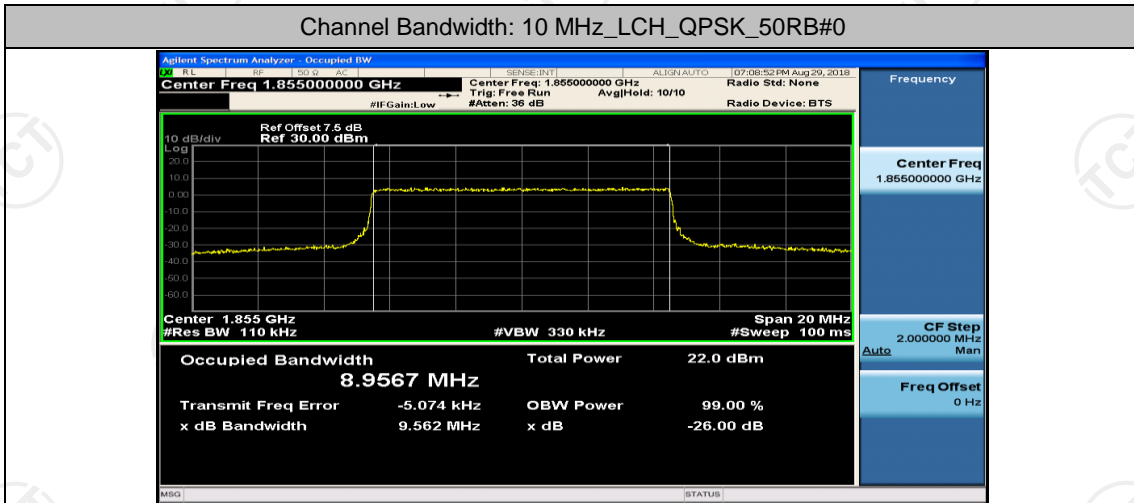 Channel Bandwidth: 10 MHz_LCH_QPSK_50RB#0
Agilent Spectrum Analyzer - Occupied BW
LXI RL RF 50 Ω AC SENSE:INT ALIGN AUTO 07:08:52 PM Aug 29, 2018
Center Freq 1.855000000 GHz
Center Freq: 1.855000000 GHz
Radio Std: None
Trig: Free Run Avg|Hold: 10/10
#IFGain:Low #Atten: 36 dB Radio Device: BTS
Ref Offset 7.5 dB
10 dB/div Ref 30.00 dBm
Log
20.0
10.0
0.00
-10.0
-20.0
-30.0
-40.0
-50.0
-60.0
Center 1.855 GHz Span 20 MHz
#Res BW 110 kHz #VBW 330 kHz #Sweep 100 ms
Occupied Bandwidth Total Power 22.0 dBm
8.9567 MHz
Transmit Freq Error -5.074 kHz OBW Power 99.00 %
x dB Bandwidth 9.562 MHz x dB -26.00 dB
MSG STATUS
Frequency
Center Freq
1.855000000 GHz
CF Step
2.000000 MHz
Auto Man
Freq Offset
0 Hz
TCT